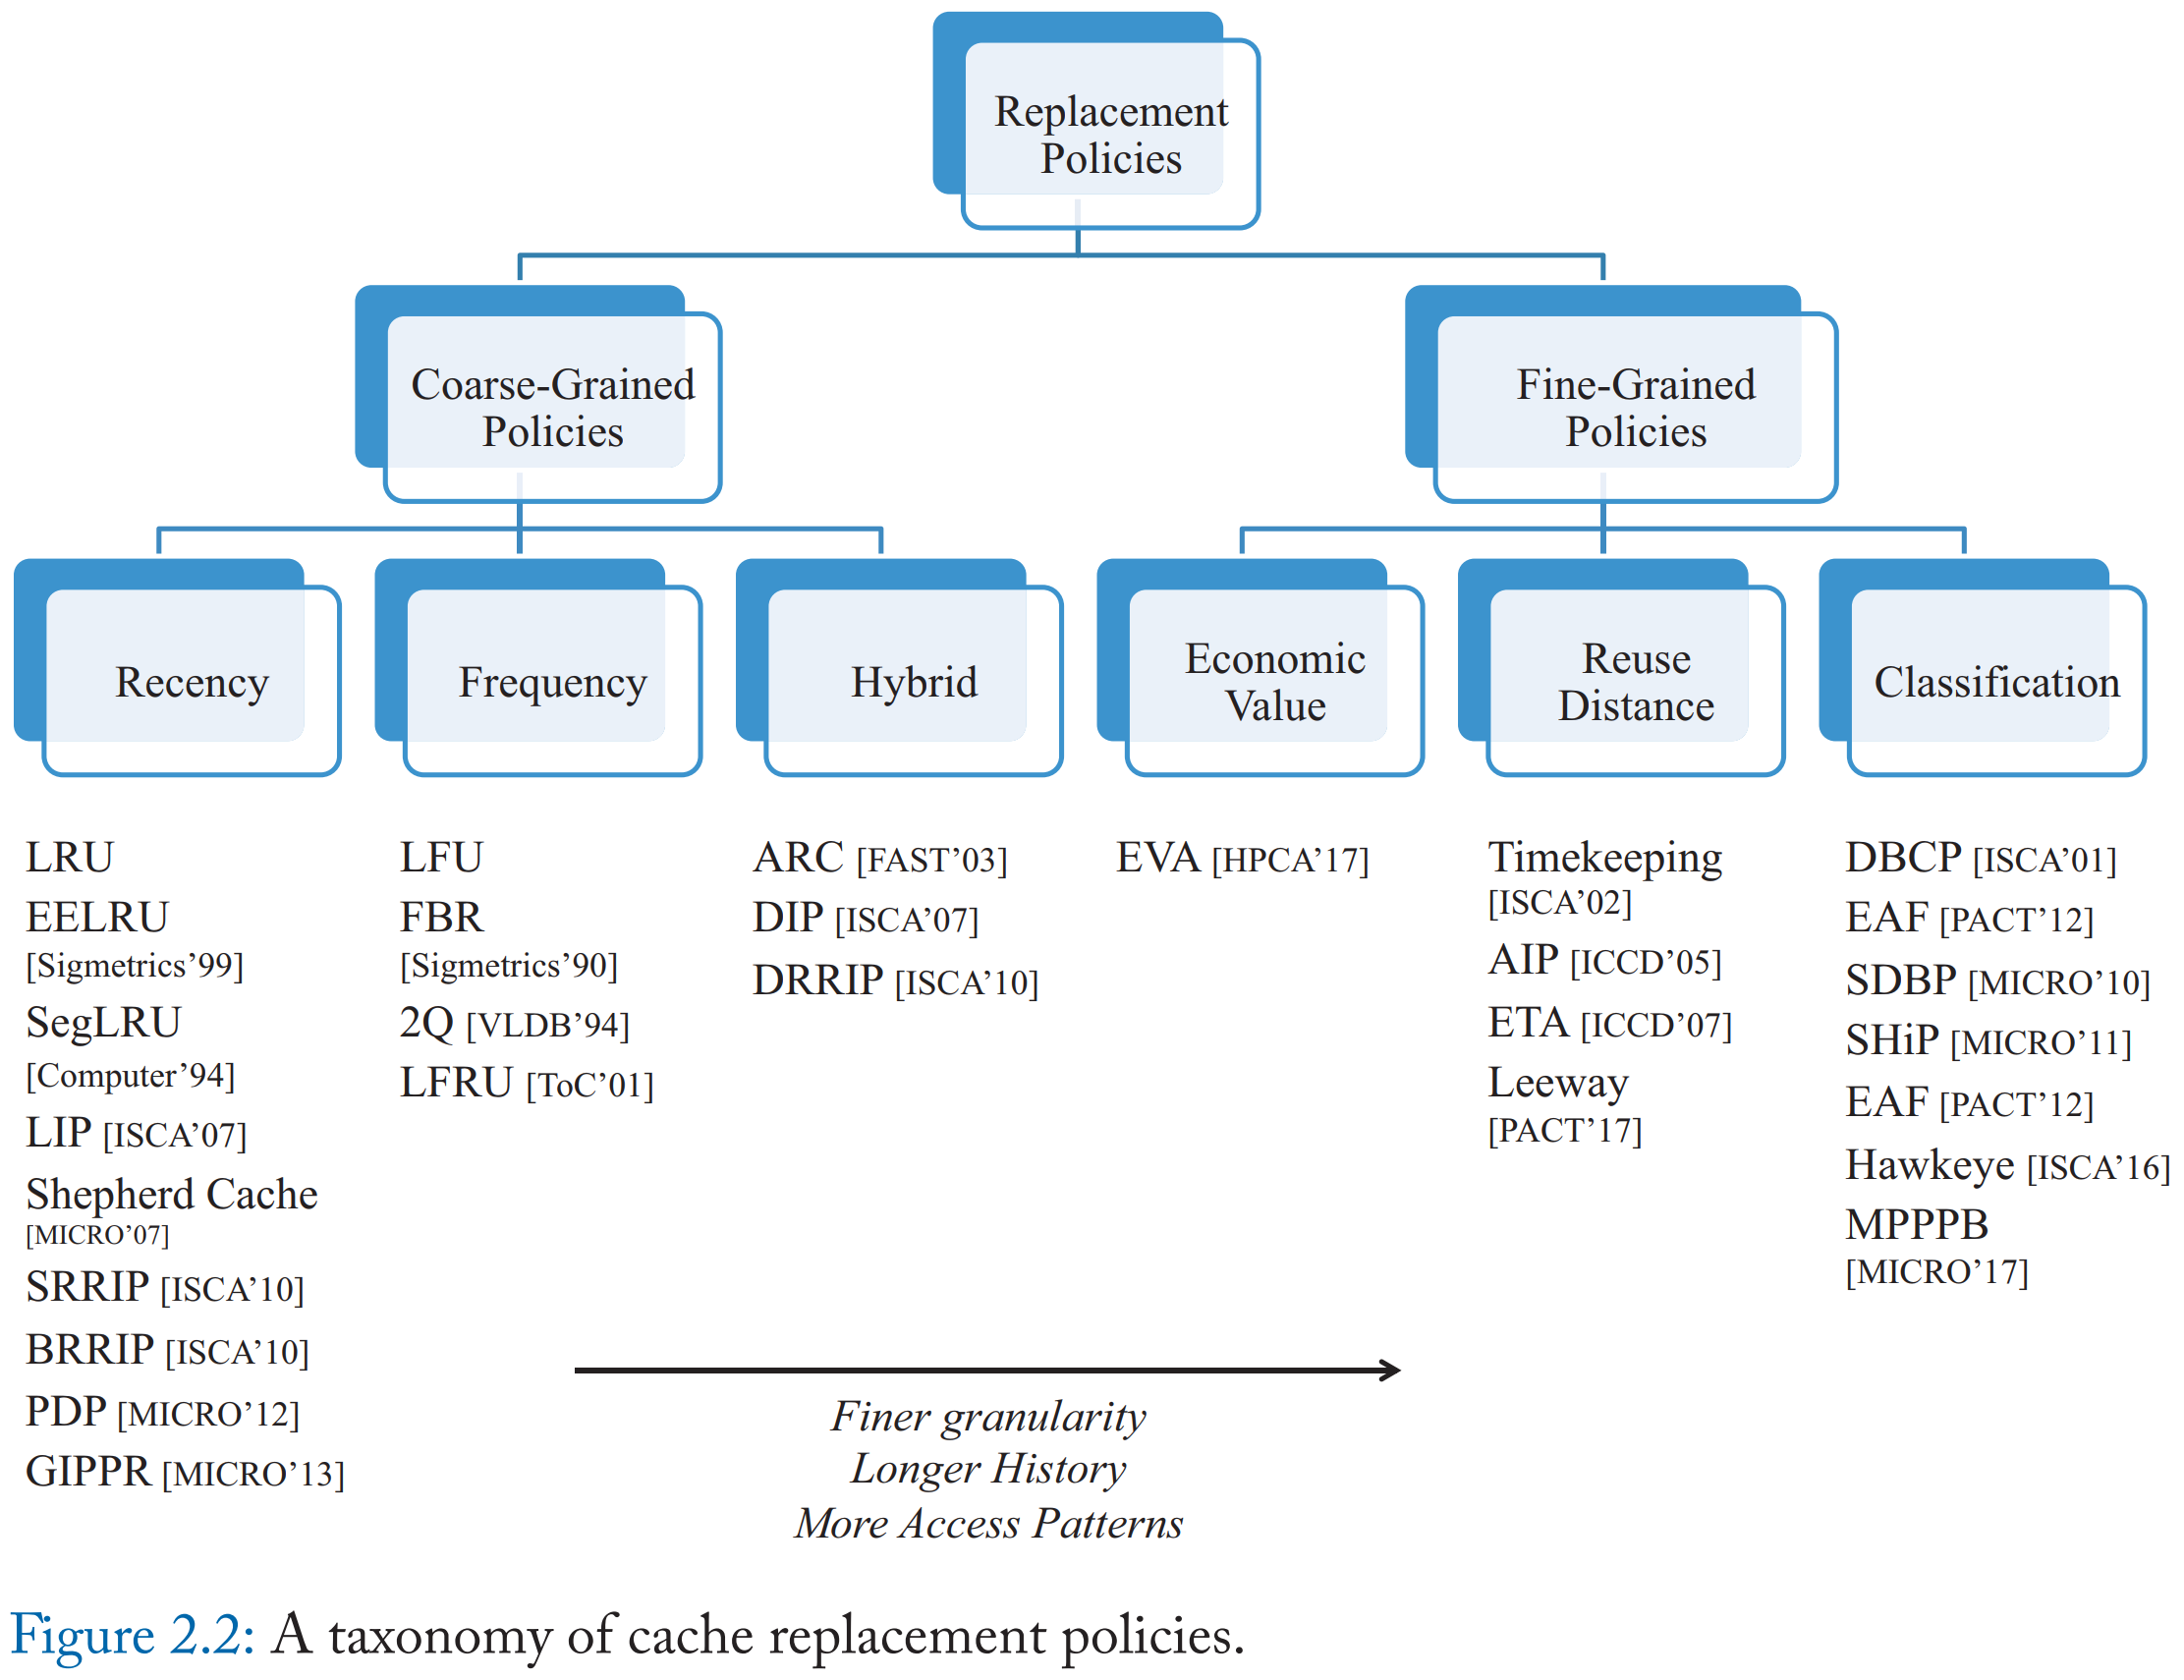 Replacement
Policies
Coarse-Grained
Policies
Fine-Grained
Policies
Recency
Frequency
Hybrid
Economic
Value
Reuse
Distance
Classification
LRU
EELRU
[Sigmetrics’99]
SegLRU
[Computer’94]
LIP [ISCA’07]
Shepherd Cache
[MICRO’07]
SRRIP [ISCA’10]
BRRIP [ISCA’10]
PDP [MICRO’12]
GIPPR [MICRO’13]
LFU
FBR
[Sigmetrics’90]
2Q [VLDB’94]
LFRU [ToC’01]
ARC [FAST’03]
DIP [ISCA’07]
DRRIP [ISCA’10]
EVA [HPCA’17]
Timekeeping
[ISCA’02]
AIP [ICCD’05]
ETA [ICCD’07]
Leeway
[PACT’17]
DBCP [ISCA’01]
EAF [PACT’12]
SDBP [MICRO’10]
SHiP [MICRO’11]
EAF [PACT’12]
Hawkeye [ISCA’16]
MPPPB
[MICRO’17]
Finer granularity
Longer History
More Access Patterns
Figure 2.2: A taxonomy of cache replacement policies.